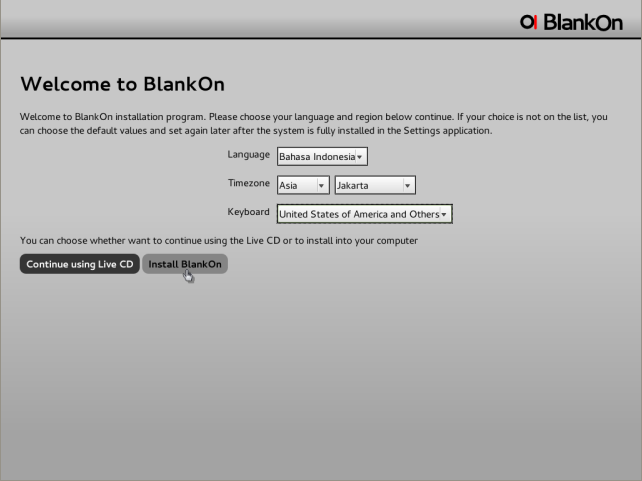 BlankOn
Welcome to BlankOn
Welcome to BlankOn installation program. Please choose your language and region below continue. If your choice is not on the list, you
can choose the default values and set again later after the system is fully installed in the Settings application.
Language Bahasa Indonesia
Timezone Asia Jakarta
Keyboard United States of America and Others
You can choose whether want to continue using the Live CD or to install into your computer
Continue using Live CD Install BlankOn